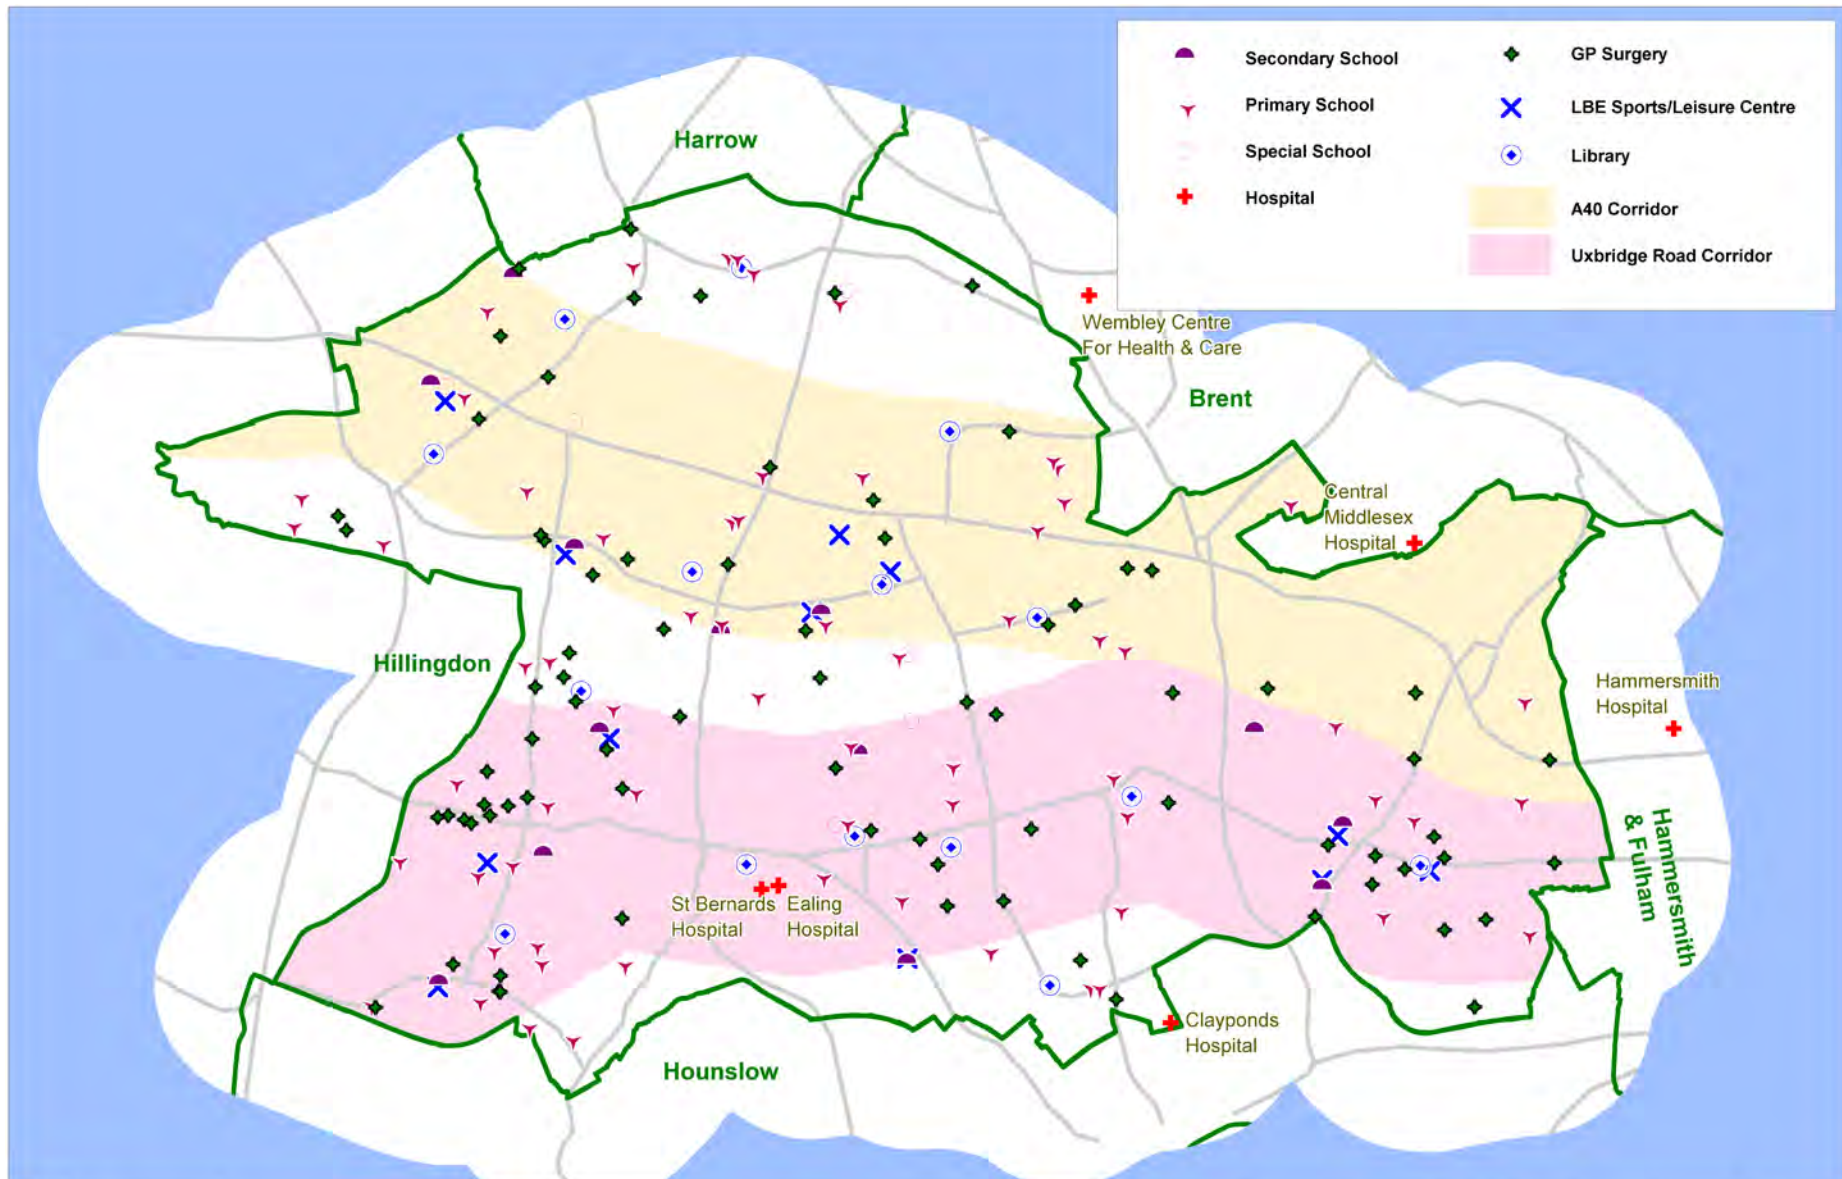 Secondary School
Primary School
Special School
Hospital
GP Surgery
LBE Sports/Leisure Centre
Library
A40 Corridor
Uxbridge Road Corridor
Harrow
Wembley Centre
For Health & Care
Brent
Central
Middlesex
Hospital
Hillingdon
Hammersmith
Hospital
Hammersmith
& Fulham
St Bernards
Hospital
Ealing
Hospital
Clayponds
Hospital
Hounslow